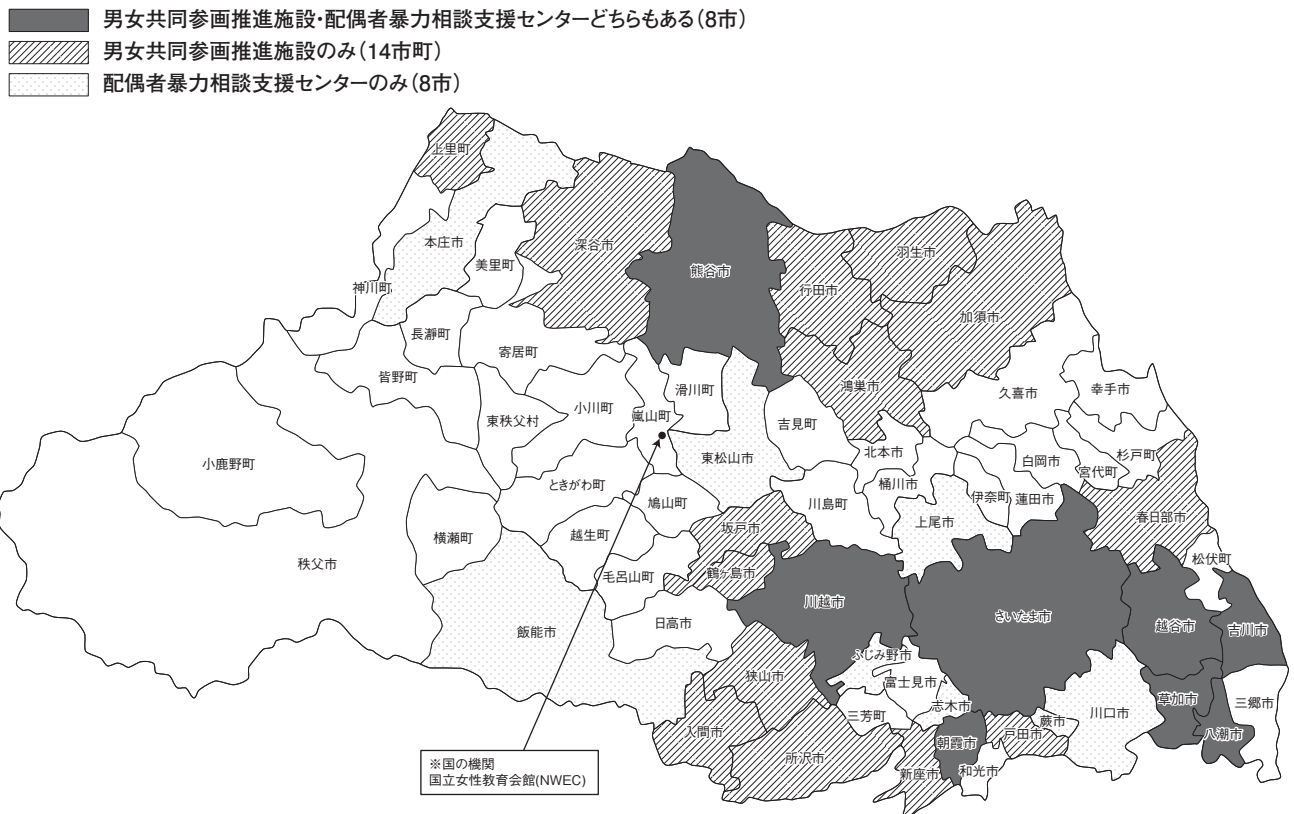 男女共同参画推進施設・配偶者暴力相談支援センターどちらもある(8市)
男女共同参画推進施設のみ(14市町)
配偶者暴力相談支援センターのみ(8市)
上里町
本庄市
美里町
神川町
深谷市
熊谷市
行田市
羽生市
加須市
長瀞町
寄居町
皆野町
東秩父村
小川町
嵐山町
滑川町
吉見町
鴻巣市
久喜市
幸手市
小鹿野町
東松山市
北本市
白岡市
杉戸町
宮代町
ときがわ町
鳩山町
川島町
桶川市
伊奈町
蓮田市
春日部市
横瀬町
越生町
坂戸市
上尾市
松伏町
秩父市
毛呂山町
鶴ヶ島市
川越市
さいたま市
越谷市
吉川市
飯能市
日高市
ふじみ野市
狭山市
富士見市
志木市
三芳町
川口市
草加市
三郷市
八潮市
入間市
所沢市
新座市
朝霞市
和光市
戸田市
蕨市
※国の機関
国立女性教育会館(NWEC)